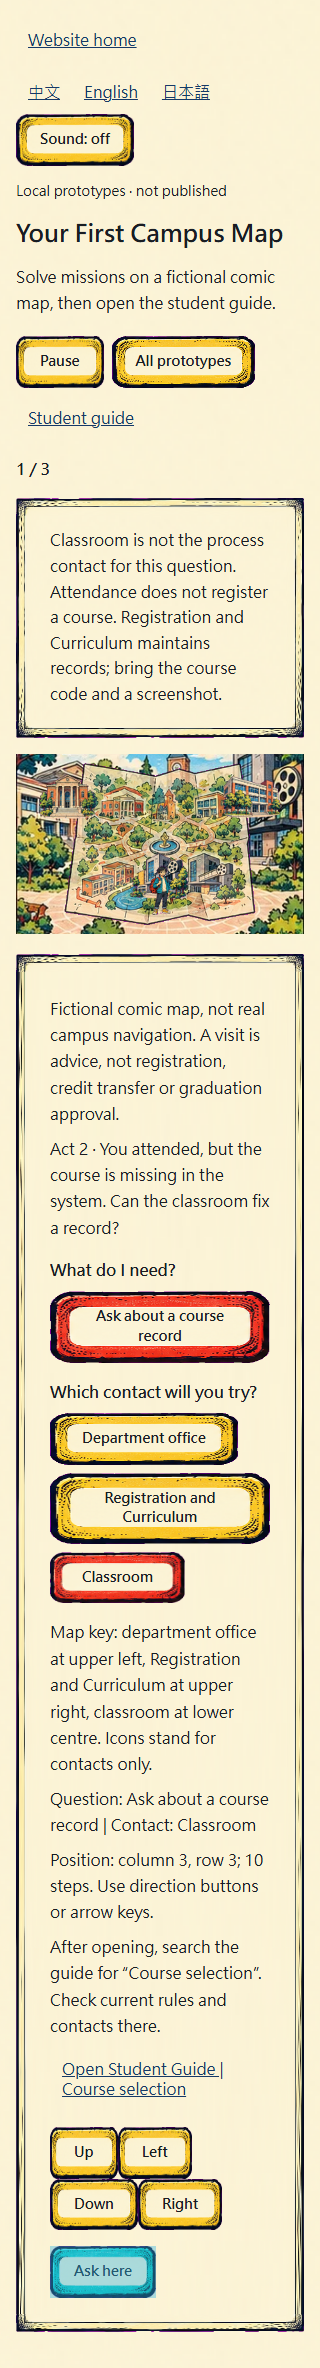 Website home
中文 English 日本語
Sound: off
Local prototypes · not published
Your First Campus Map
Solve missions on a fictional comic
map, then open the student guide.
Pause All prototypes
Student guide
1 / 3
Classroom is not the process
contact for this question.
Attendance does not register
a course. Registration and
Curriculum maintains
records; bring the course
code and a screenshot.
Fictional comic map, not real
campus navigation. A visit is
advice, not registration,
credit transfer or graduation
approval.
Act 2 · You attended, but the
course is missing in the
system. Can the classroom fix
a record?
What do I need?
Ask about a course
record
Which contact will you try?
Department office
Registration and
Curriculum
Classroom
Map key: department office
at upper left, Registration
and Curriculum at upper
right, classroom at lower
centre. Icons stand for
contacts only.
Question: Ask about a course
record | Contact: Classroom
Position: column 3, row 3; 10
steps. Use direction buttons
or arrow keys.
After opening, search the
guide for “Course selection”.
Check current rules and
contacts there.
Open Student Guide |
Course selection
Up Left
Down Right
Ask here